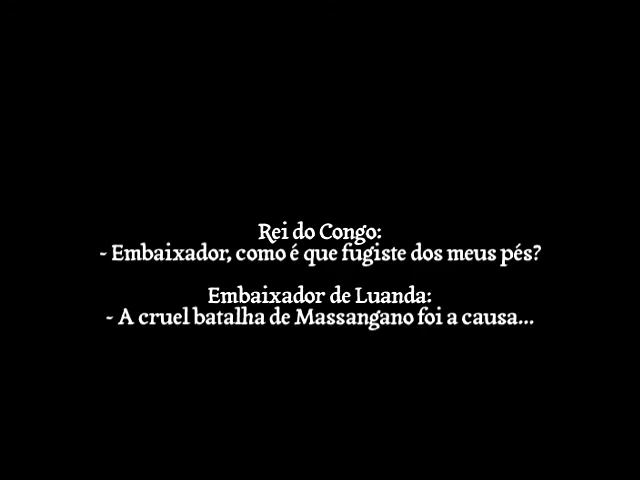 Rei do Congo:
- Embaixador, como é que fugiste dos meus pés?
Embaixador de Luanda:
- A cruel batalha de Massangano foi a causa...